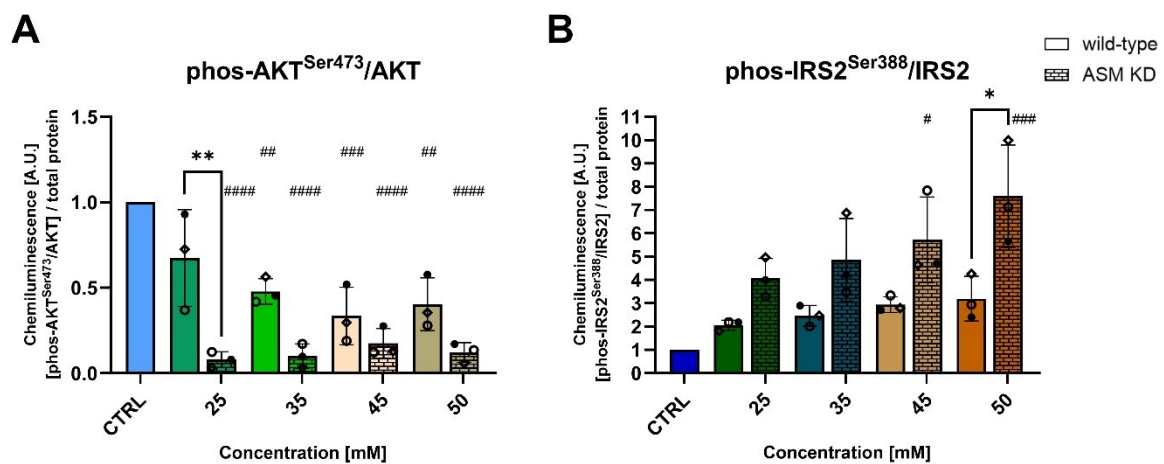 A
phos-AKTSer473/AKT
Chemiluminescence [A.U.]
[phos-AKTSer473/AKT] / total protein
1.5
1.0
0.5
0.0
**
####
##
####
###
####
##
####
CTRL
25
35
45
50
Concentration [mM]
B
phos-IRS2Ser388/IRS2
wild-type
ASM KD
Chemiluminescence [A.U.]
[phos-IRS2Ser388/IRS2] / total protein
11
10
9
8
7
6
5
4
3
2
1
0
#
*
###
CTRL
25
35
45
50
Concentration [mM]